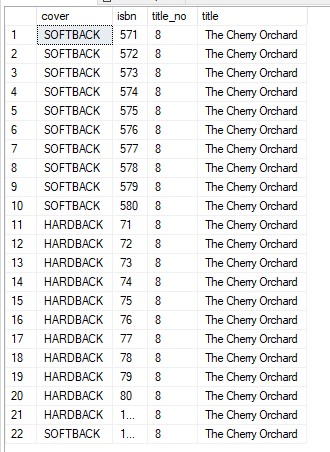 cover isbn title_no title
1 SOFTBACK 571 8 The Cherry Orchard
2 SOFTBACK 572 8 The Cherry Orchard
3 SOFTBACK 573 8 The Cherry Orchard
4 SOFTBACK 574 8 The Cherry Orchard
5 SOFTBACK 575 8 The Cherry Orchard
6 SOFTBACK 576 8 The Cherry Orchard
7 SOFTBACK 577 8 The Cherry Orchard
8 SOFTBACK 578 8 The Cherry Orchard
9 SOFTBACK 579 8 The Cherry Orchard
10 SOFTBACK 580 8 The Cherry Orchard
11 HARDBACK 71 8 The Cherry Orchard
12 HARDBACK 72 8 The Cherry Orchard
13 HARDBACK 73 8 The Cherry Orchard
14 HARDBACK 74 8 The Cherry Orchard
15 HARDBACK 75 8 The Cherry Orchard
16 HARDBACK 76 8 The Cherry Orchard
17 HARDBACK 77 8 The Cherry Orchard
18 HARDBACK 78 8 The Cherry Orchard
19 HARDBACK 79 8 The Cherry Orchard
20 HARDBACK 80 8 The Cherry Orchard
21 HARDBACK 1... 8 The Cherry Orchard
22 SOFTBACK 1... 8 The Cherry Orchard